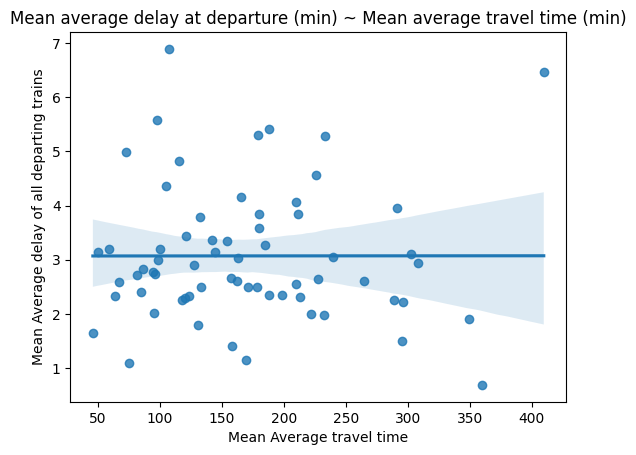 Mean average delay at departure (min) ~ Mean average travel time (min)
Mean Average delay of all departing trains
7
6
5
4
3
2
1
50 100 150 200 250 300 350 400
Mean Average travel time